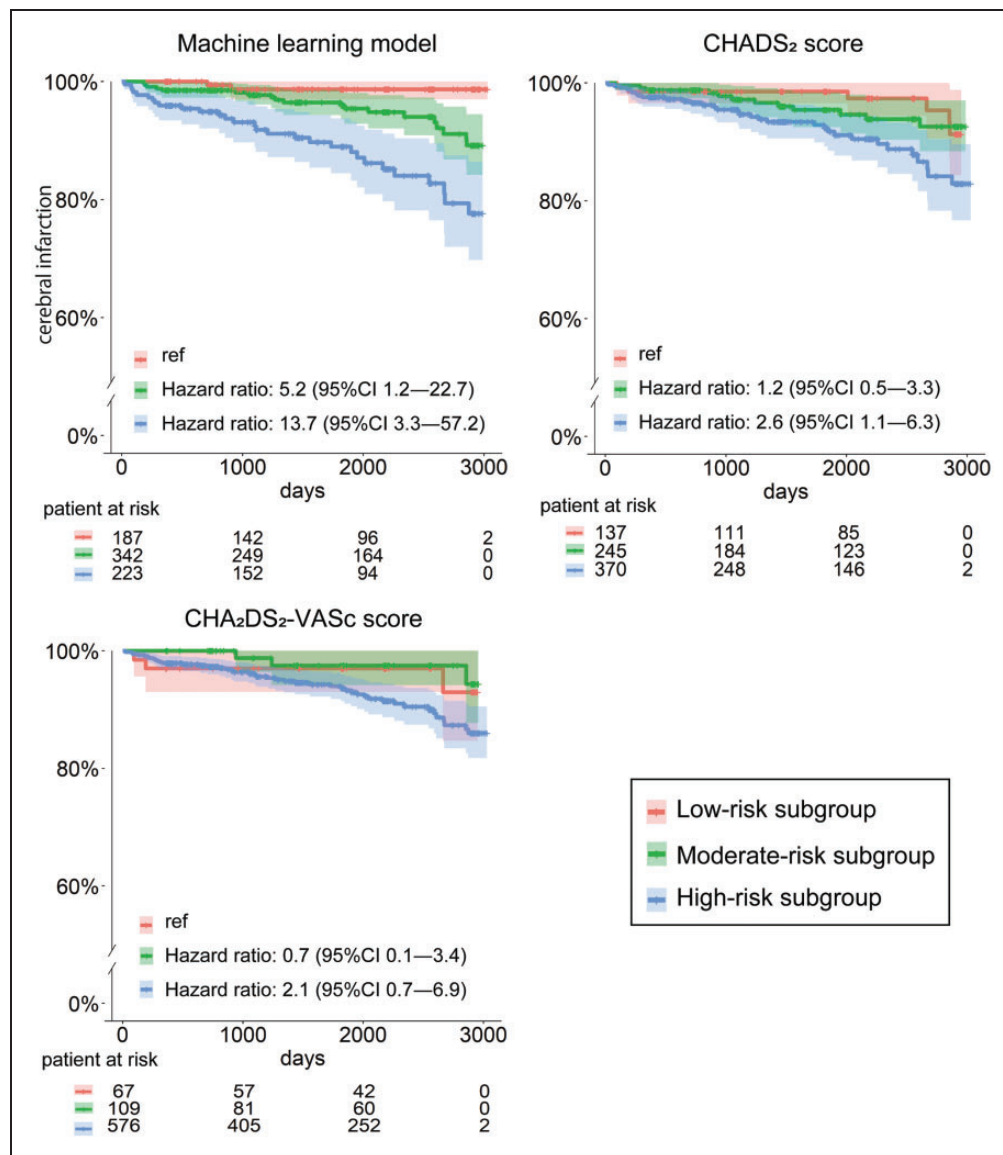 Machine learning model
100%
80%
60%
0%
cerebral infarction
ref
Hazard ratio: 5.2 (95%CI 1.2—22.7)
Hazard ratio: 13.7 (95%CI 3.3—57.2)
0 1000 2000 3000
days
patient at risk
187 142 96 2
342 249 164 0
223 152 94 0
CHADS₂ score
100%
80%
60%
0%
ref
Hazard ratio: 1.2 (95%CI 0.5—3.3)
Hazard ratio: 2.6 (95%CI 1.1—6.3)
0 1000 2000 3000
days
patient at risk
137 111 85 0
245 184 123 0
370 248 146 2
CHA₂DS₂-VASc score
100%
80%
60%
0%
ref
Hazard ratio: 0.7 (95%CI 0.1—3.4)
Hazard ratio: 2.1 (95%CI 0.7—6.9)
0 1000 2000 3000
days
patient at risk
67 57 42 0
109 81 60 0
576 405 252 2
Low-risk subgroup
Moderate-risk subgroup
High-risk subgroup